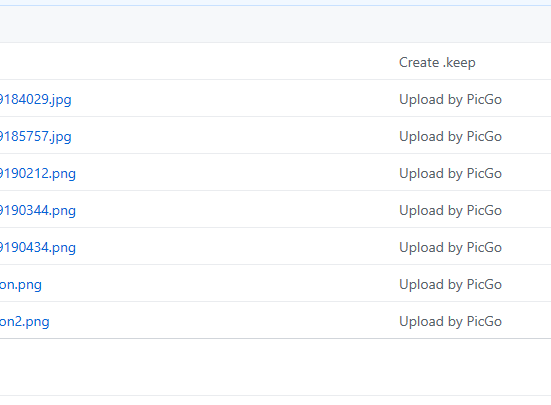 Create .keep
9184029.jpg Upload by PicGo
9185757.jpg Upload by PicGo
9190212.png Upload by PicGo
9190344.png Upload by PicGo
9190434.png Upload by PicGo
on.png Upload by PicGo
on2.png Upload by PicGo